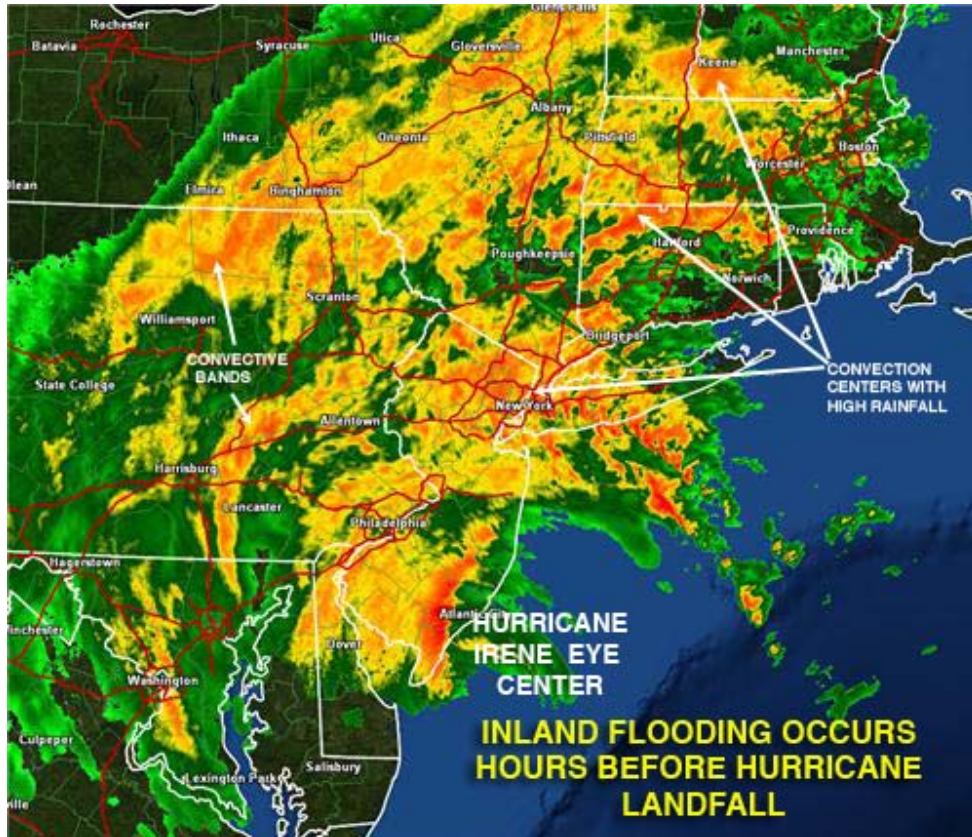 Rochester
Glens Falls
Batavia
Syracuse
Utica
Gloversville
Manchester
Keene
Albany
Ithaca
Oneonta
Pittsfield
Boston
Worcester
Elmira
Binghamton
Providence
Hartford
Poughkeepsie
Norwich
Scranton
Williamsport
Bridgeport
CONVECTIVE
BANDS
State College
CONVECTION
CENTERS WITH
HIGH RAINFALL
New York
Allentown
Harrisburg
Lancaster
Philadelphia
Hagerstown
Atlantic City
HURRICANE
IRENE EYE
CENTER
Dover
Washington
INLAND FLOODING OCCURS
HOURS BEFORE HURRICANE
LANDFALL
Culpeper
Salisbury
Lexington Park